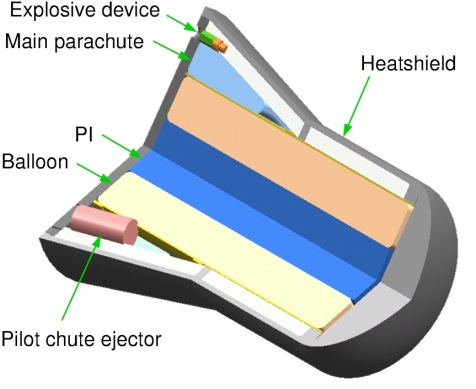 Explosive device
Main parachute
Heatshield
PI
Balloon
Pilot chute ejector